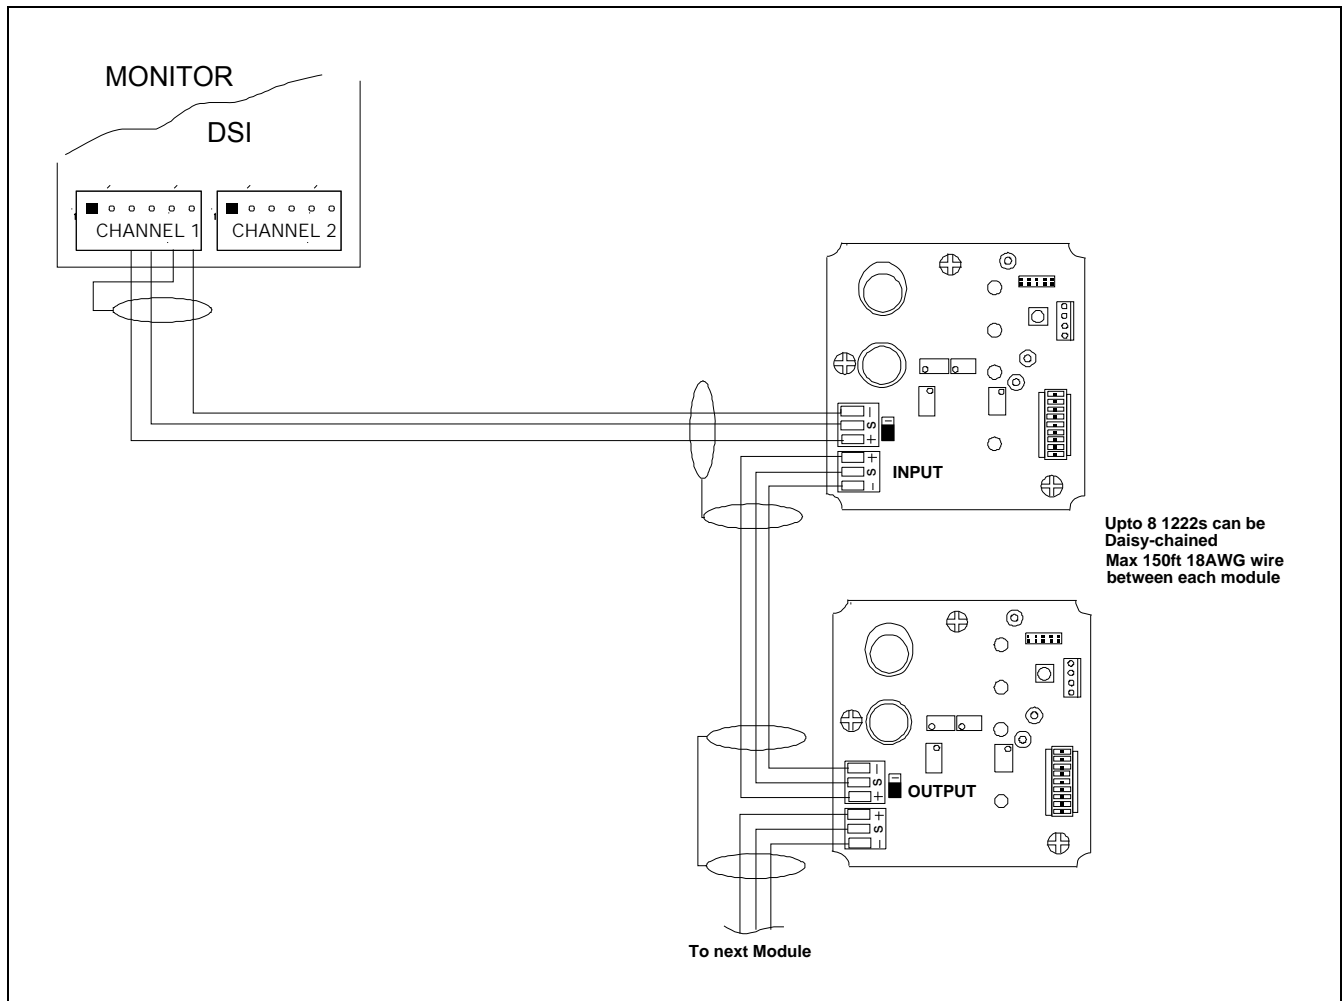 MONITOR
DSI
CHANNEL 1
CHANNEL 2
–
S
+
+
S
–
INPUT
Upto 8 1222s can be
Daisy-chained
Max 150ft 18AWG wire
between each module
–
S
+
OUTPUT
+
S
–
To next Module